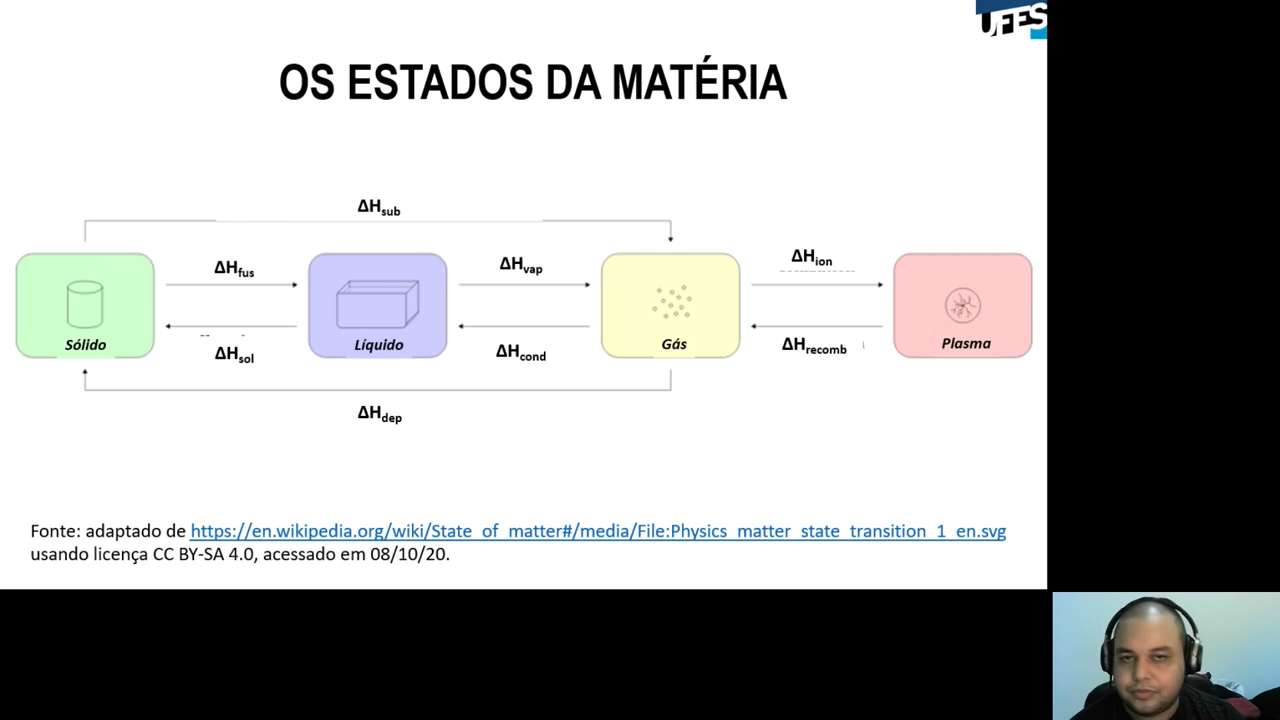 UFES
OS ESTADOS DA MATÉRIA
ΔHsub
ΔHfus
ΔHvap
ΔHion
Sólido
Líquido
Gás
Plasma
ΔHsol
ΔHcond
ΔHrecomb
ΔHdep
Fonte: adaptado de https://en.wikipedia.org/wiki/State_of_matter#/media/File:Physics_matter_state_transition_1_en.svg
usando licença CC BY-SA 4.0, acessado em 08/10/20.